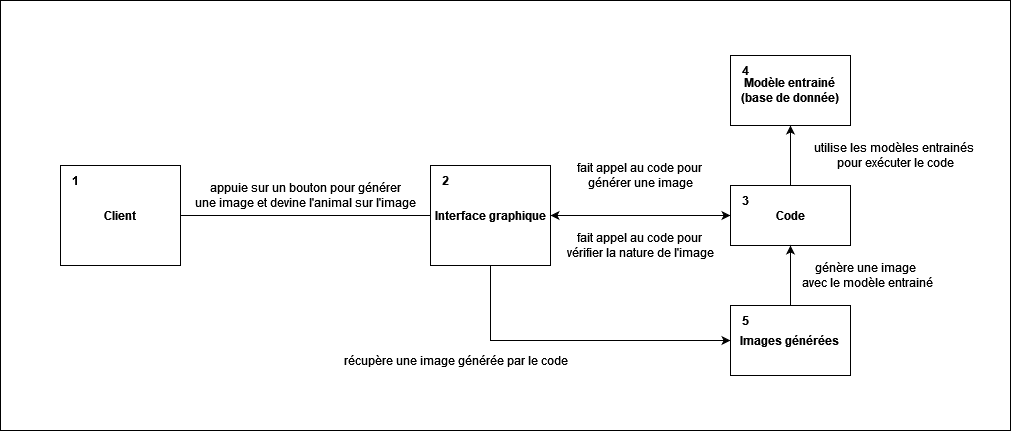 1
Client
appuie sur un bouton pour générer
une image et devine l'animal sur l'image
2
Interface graphique
fait appel au code pour
générer une image
fait appel au code pour
vérifier la nature de l'image
3
Code
4
Modèle entrainé
(base de donnée)
utilise les modèles entrainés
pour exécuter le code
génère une image
avec le modèle entrainé
5
Images générées
récupère une image générée par le code